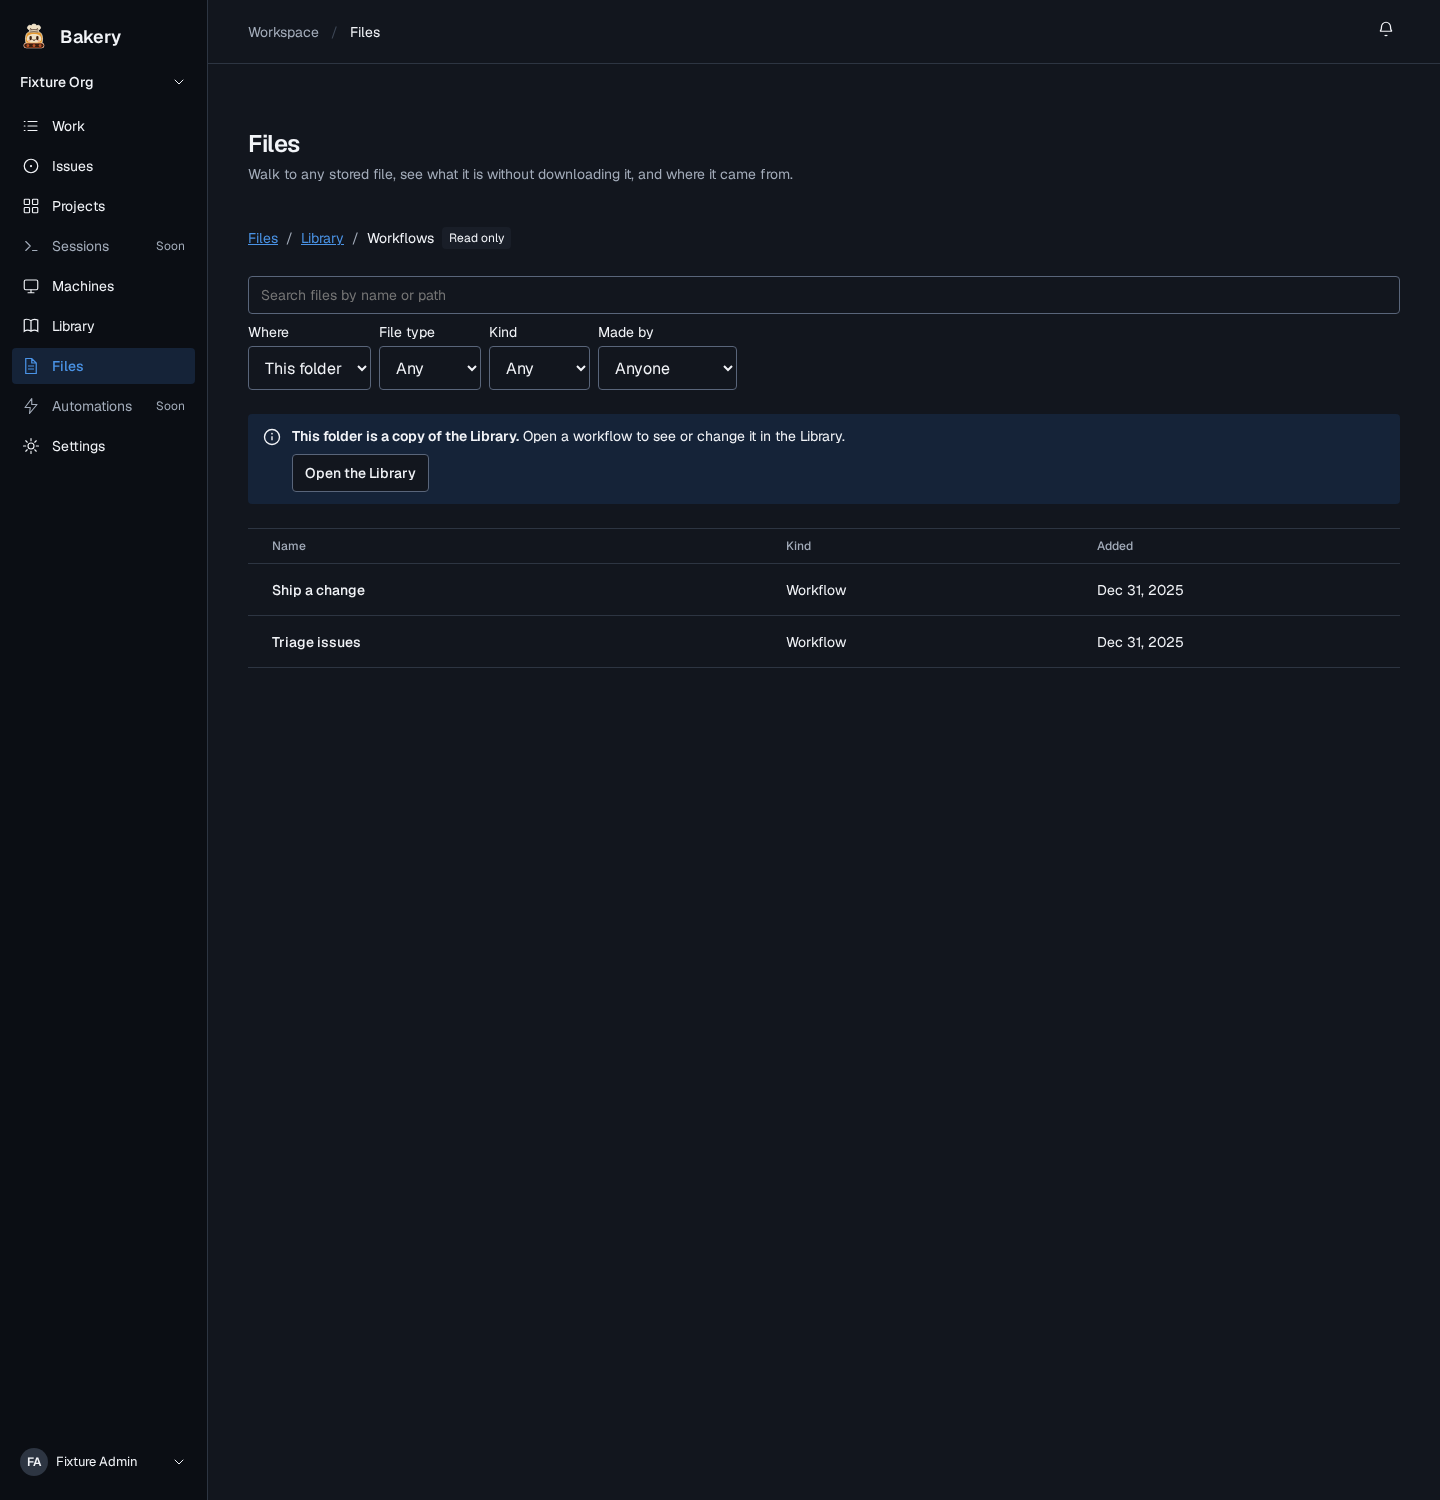 Bakery
Fixture Org
Work
Issues
Projects
Sessions Soon
Machines
Library
Files
Automations Soon
Settings
FA Fixture Admin
Workspace / Files
Files
Walk to any stored file, see what it is without downloading it, and where it came from.
Files / Library / Workflows Read only
Search files by name or path
Where File type Kind Made by
This folder Any Any Anyone
This folder is a copy of the Library. Open a workflow to see or change it in the Library.
Open the Library
Name Kind Added
Ship a change Workflow Dec 31, 2025
Triage issues Workflow Dec 31, 2025